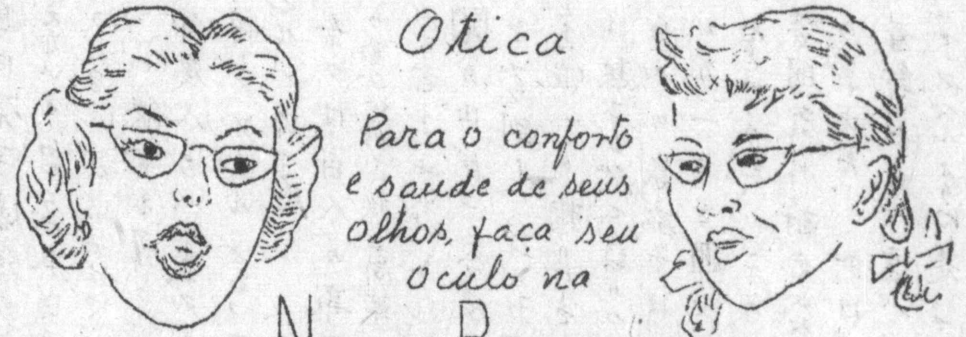 Otica
Para o conforto
e saude de seus
olhos, faça seu
oculo na